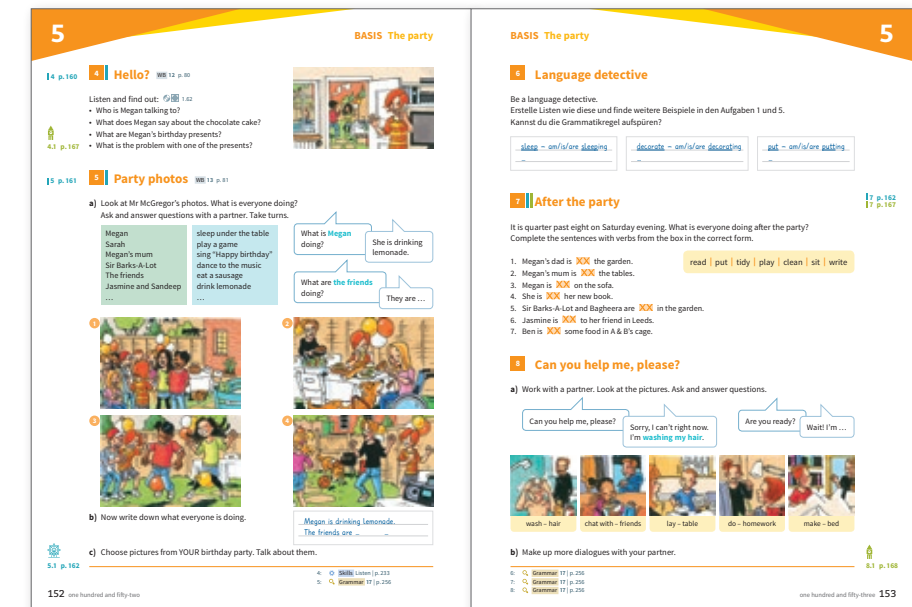 5
BASIS The party
4 p.160
4 Hello? WB 12 p. 80
Listen and find out: 1.62
• Who is Megan talking to?
• What does Megan say about the chocolate cake?
• What are Megan's birthday presents?
• What is the problem with one of the presents?
4.1 p.167
5 p.161
5 Party photos WB 13 p. 81
a) Look at Mr McGregor's photos. What is everyone doing?
Ask and answer questions with a partner. Take turns.
Megan
Sarah
Megan's mum
Sir Barks-A-Lot
The friends
Jasmine and Sandeep
…
sleep under the table
play a game
sing "Happy birthday"
dance to the music
eat a sausage
drink lemonade
…
What is Megan
doing?
She is drinking
lemonade.
What are the friends
doing?
They are …
1
2
3
4
b) Now write down what everyone is doing.
Megan is drinking lemonade.
The friends are _ _
c) Choose pictures from YOUR birthday party. Talk about them.
5.1 p.162
4: Skills Listen | p.233
5: Grammar 17 | p.256
152 one hundred and fifty-two
BASIS The party
5
6 Language detective
Be a language detective.
Erstelle Listen wie diese und finde weitere Beispiele in den Aufgaben 1 und 5.
Kannst du die Grammatikregel aufspüren?
sleep – am/is/are sleeping
–
decorate – am/is/are decorating
–
put – am/is/are putting
–
7 After the party
7 p.162
7 p.167
It is quarter past eight on Saturday evening. What is everyone doing after the party?
Complete the sentences with verbs from the box in the correct form.
1. Megan's dad is XX the garden.
2. Megan's mum is XX the tables.
3. Megan is XX on the sofa.
4. She is XX her new book.
5. Sir Barks-A-Lot and Bagheera are XX in the garden.
6. Jasmine is XX to her friend in Leeds.
7. Ben is XX some food in A & B's cage.
read | put | tidy | play | clean | sit | write
8 Can you help me, please?
a) Work with a partner. Look at the pictures. Ask and answer questions.
Can you help me, please?
Sorry, I can't right now.
I'm washing my hair.
Are you ready?
Wait! I'm …
wash – hair
chat with – friends
lay – table
do – homework
make – bed
b) Make up more dialogues with your partner.
8.1 p.168
6: Grammar 17 | p.256
7: Grammar 17 | p.256
8: Grammar 17 | p.256
one hundred and fifty-three 153